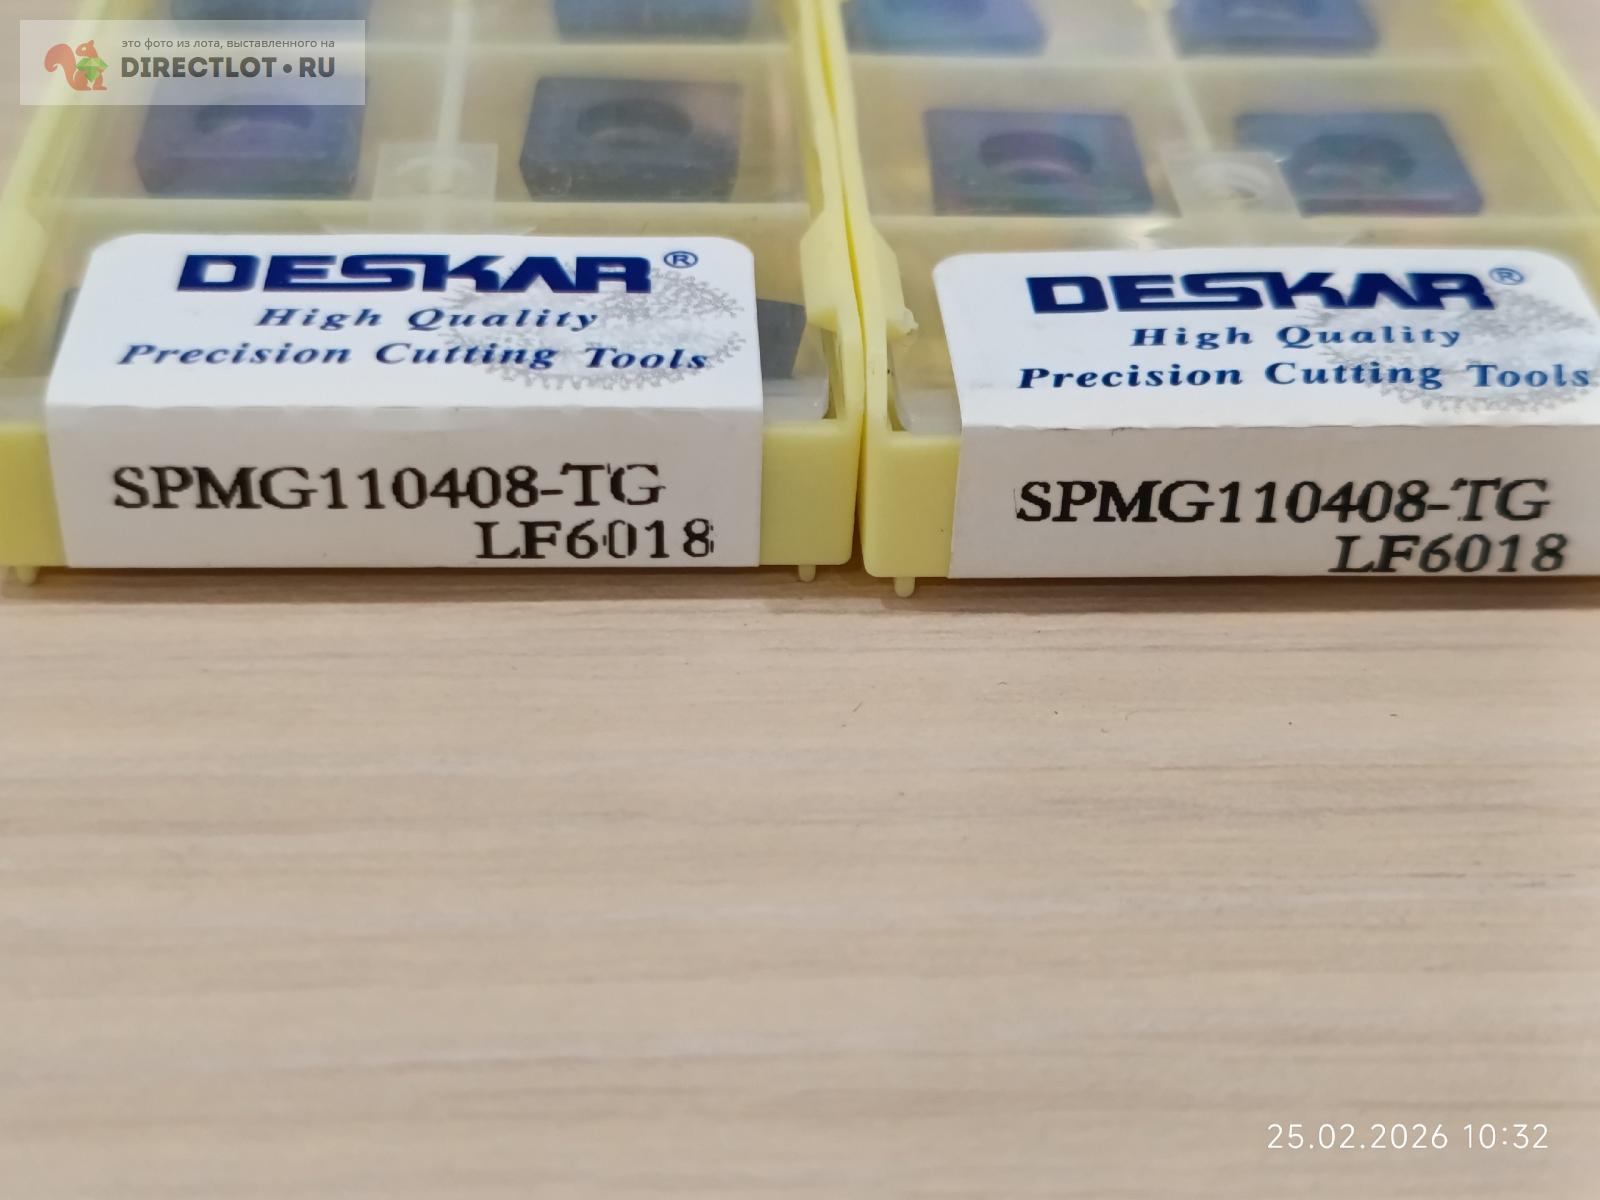 это фото из лота, выставленного на
DIRECTLOT•RU
DESKAR®
High Quality
Precision Cutting Tools
SPMG110408-TG
LF6018
DESKAR®
High Quality
Precision Cutting Tools
SPMG110408-TG
LF6018
25.02.2026 10:32